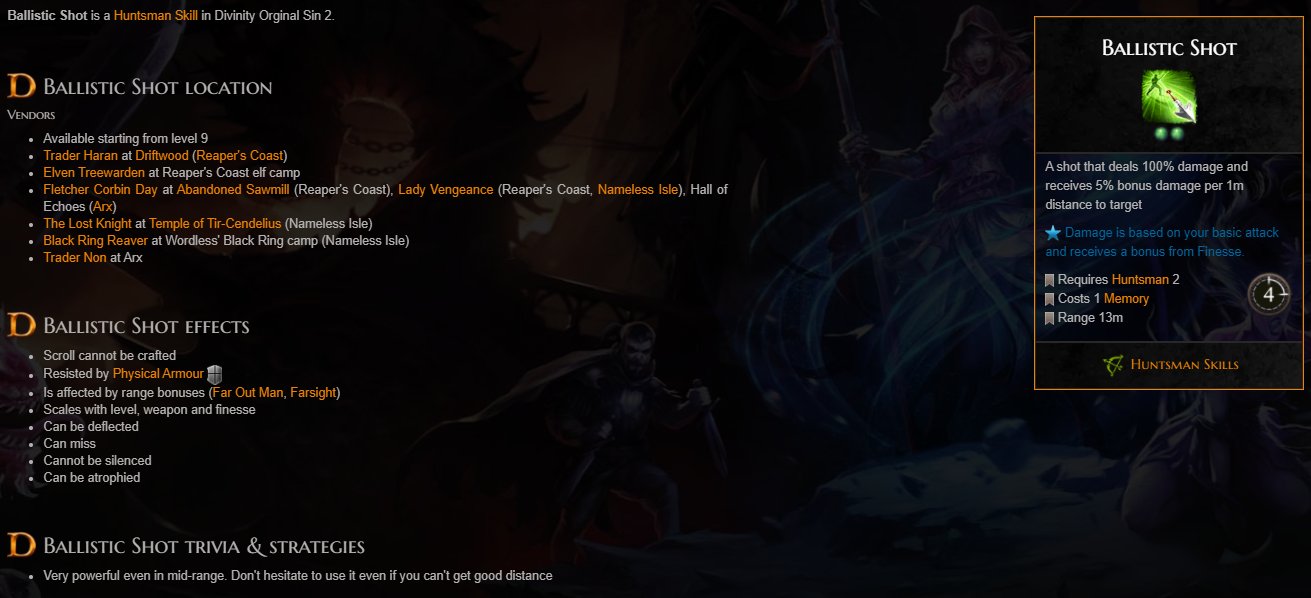 Ballistic Shot is a Huntsman Skill in Divinity Orginal Sin 2.
Ballistic Shot location
Vendors
Available starting from level 9
Trader Haran at Driftwood (Reaper's Coast)
Elven Treewarden at Reaper's Coast elf camp
Fletcher Corbin Day at Abandoned Sawmill (Reaper's Coast), Lady Vengeance (Reaper's Coast, Nameless Isle), Hall of
Echoes (Arx)
The Lost Knight at Temple of Tir-Cendelius (Nameless Isle)
Black Ring Reaver at Wordless' Black Ring camp (Nameless Isle)
Trader Non at Arx
Ballistic Shot effects
Scroll cannot be crafted
Resisted by Physical Armour
Is affected by range bonuses (Far Out Man, Farsight)
Scales with level, weapon and finesse
Can be deflected
Can miss
Cannot be silenced
Can be atrophied
Ballistic Shot trivia & strategies
Very powerful even in mid-range. Don't hesitate to use it even if you can't get good distance
Ballistic Shot
A shot that deals 100% damage and
receives 5% bonus damage per 1m
distance to target
Damage is based on your basic attack
and receives a bonus from Finesse.
Requires Huntsman 2
Costs 1 Memory
Range 13m
4
Huntsman Skills